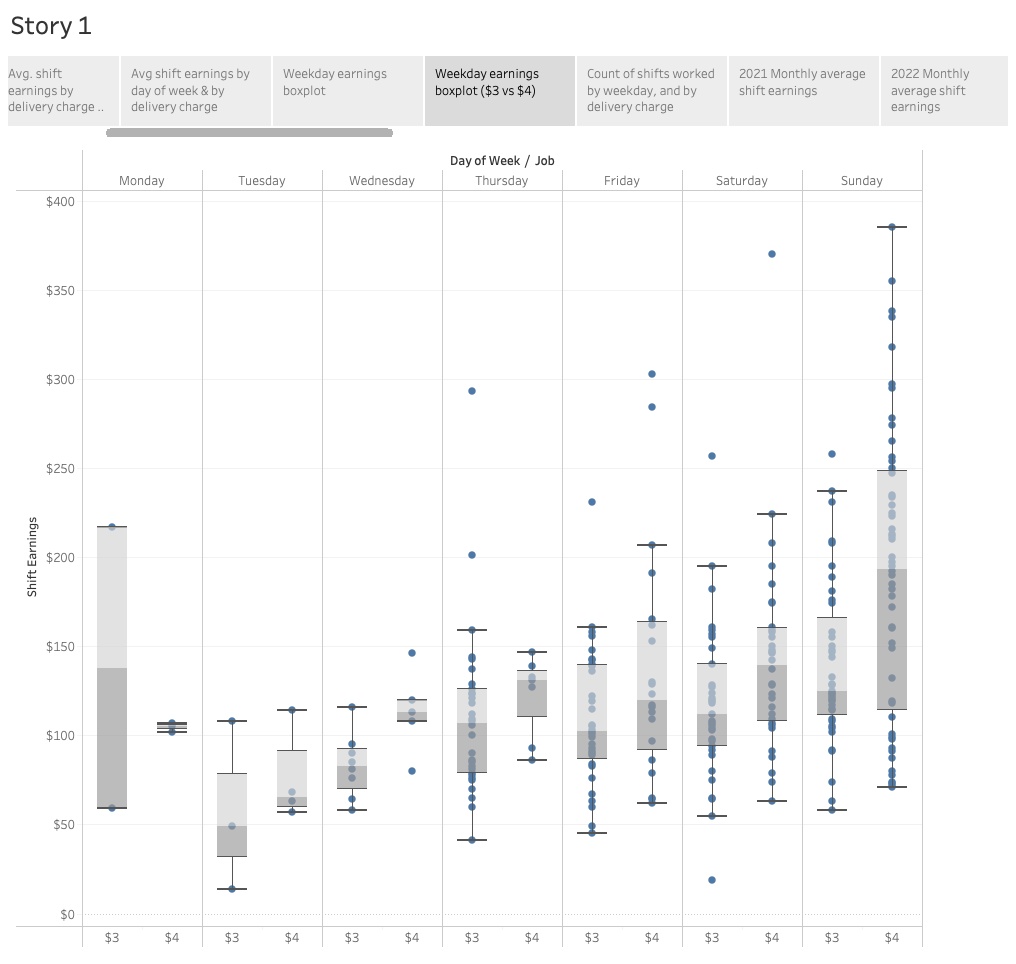 Story 1
Avg. shift
earnings by
delivery charge ..
Avg shift earnings by
day of week & by
delivery charge
Weekday earnings
boxplot
Weekday earnings
boxplot ($3 vs $4)
Count of shifts worked
by weekday, and by
delivery charge
2021 Monthly average
shift earnings
2022 Monthly
average shift
earnings
Day of Week / Job
Monday Tuesday Wednesday Thursday Friday Saturday Sunday
$400
$350
$300
$250
$200
$150
$100
$50
$0
Shift Earnings
$3 $4 $3 $4 $3 $4 $3 $4 $3 $4 $3 $4 $3 $4